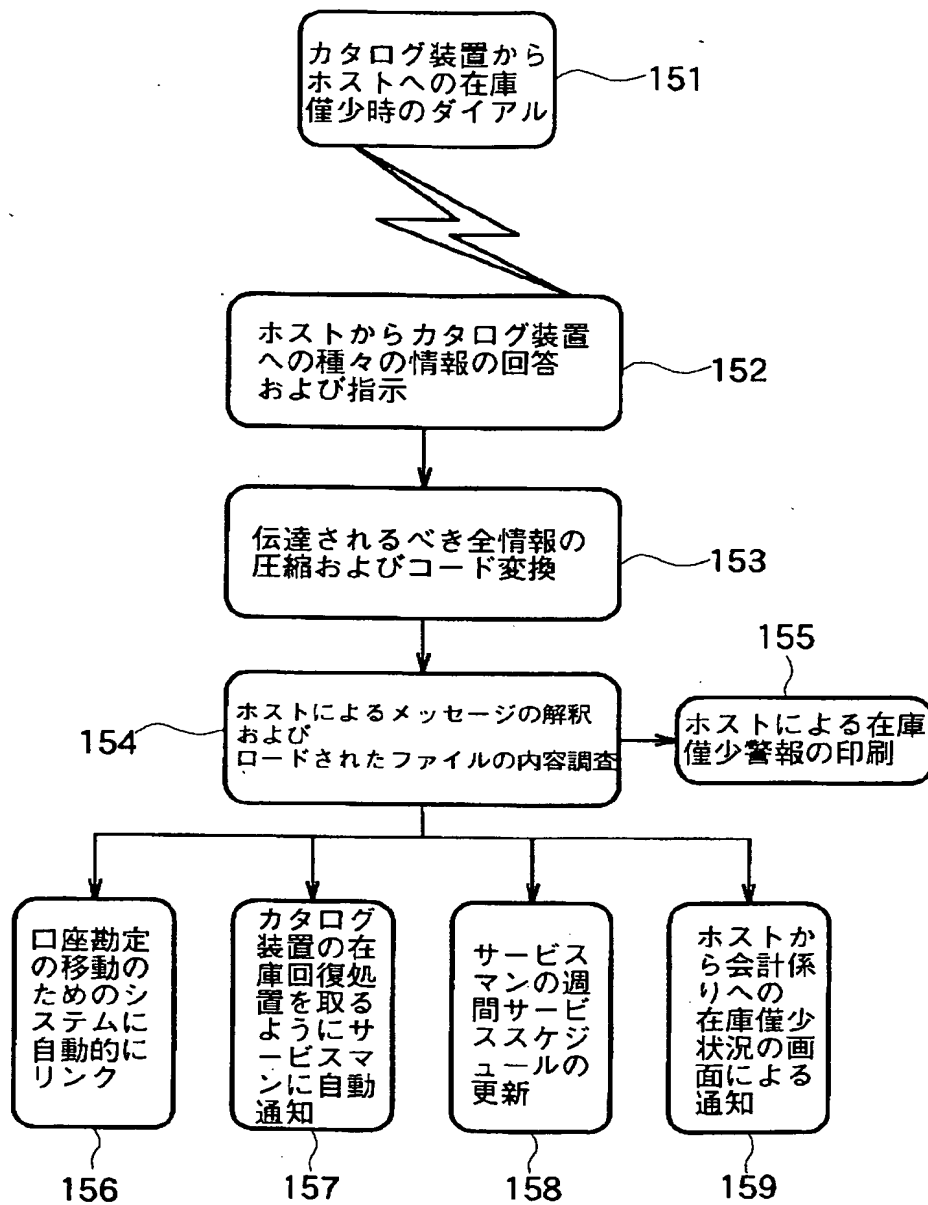 カタログ装置から
ホストへの在庫
僅少時のダイアル
151
ホストからカタログ装置
への種々の情報の回答
および指示
152
伝達されるべき全情報の
圧縮およびコード変換
153
ホストによるメッセージの解釈
および
ロードされたファイルの内容調査
154
155
ホストによる在庫
僅少警報の印刷
口座勘定
の移動の
ためのシ
ステムに
自動的に
リンク
カタログ
装置の在
庫回復処
置を取る
ようにサ
ービスマ
ンに自動
通知
サービス
マンの週
間サービ
ススケジ
ュールの
更新
ホストか
ら会計係
りへの
在庫僅少
状況の画
面による
通知
156
157
158
159